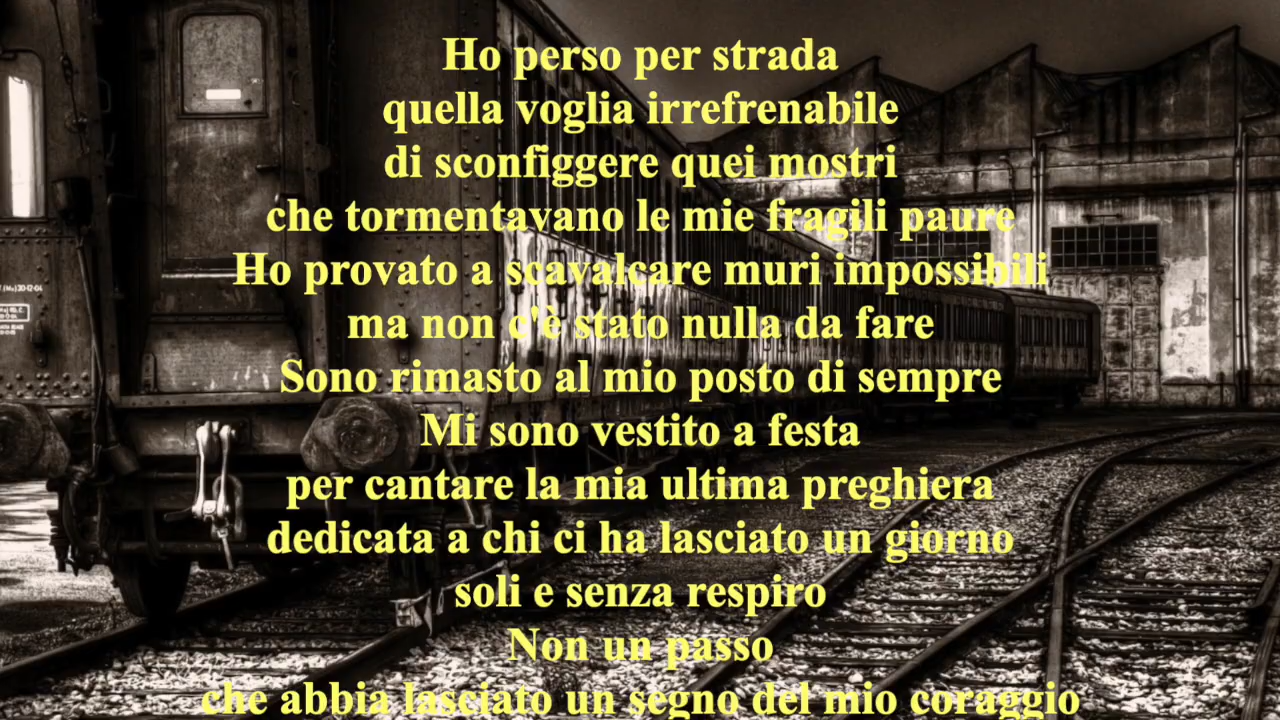 Ho perso per strada
quella voglia irrefrenabile
di sconfiggere quei mostri
che tormentavano le mie fragili paure
Ho provato a scavalcare muri impossibili
ma non c'è stato nulla da fare
Sono rimasto al mio posto di sempre
Mi sono vestito a festa
per cantare la mia ultima preghiera
dedicata a chi ci ha lasciato un giorno
soli e senza respiro
Non un passo
che abbia lasciato un segno del mio coraggio